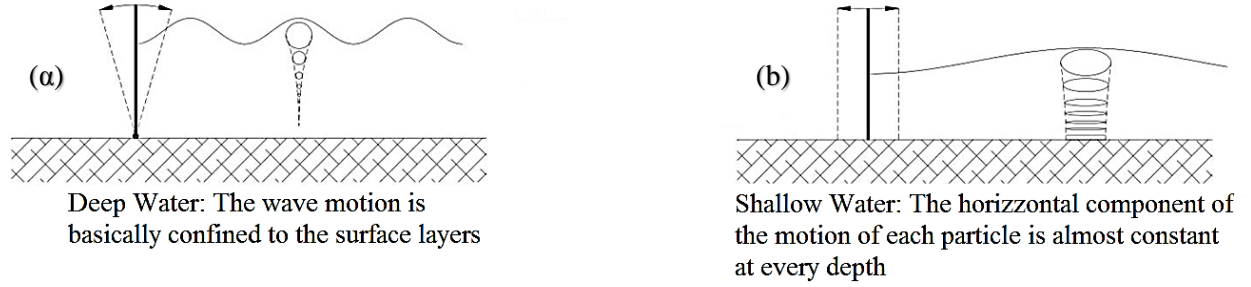 (α)
Deep Water: The wave motion is
basically confined to the surface layers
(b)
Shallow Water: The horizzontal component of
the motion of each particle is almost constant
at every depth